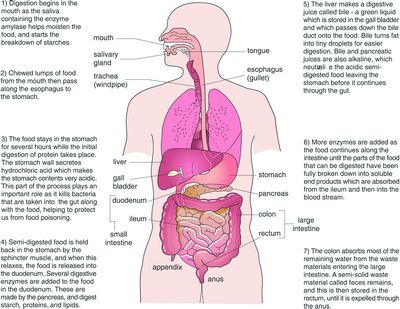 1) Digestion begins in
the mouth as the saliva
containing the enzyme
amylase helps moisten the
food, and starts the
breakdown of starches.
2) Chewed lumps of food
from the mouth then pass
along the esophagus to
the stomach.
3) The food stays in the stomach
for several hours while the initial
digestion of protein takes place.
The stomach wall secretes
hydrochloric acid which makes
the stomach contents very acidic.
This part of the process plays an
important role as it kills bacteria
that are taken into the gut along
with the food, helping to protect
us from food poisoning.
4) Semi-digested food is held
back in the stomach by the
sphincter muscle, and when this
relaxes, the food is released into
the duodenum. Several digestive
enzymes are added to the food
in the duodenum. These are
made by the pancreas, and digest
starch, proteins, and lipids.
mouth
salivary
gland
trachea
(windpipe)
tongue
esophagus
(gullet)
liver
gall
bladder
duodenum
ileum
small
intestine
appendix
stomach
pancreas
colon
rectum
large
intestine
anus
5) The liver makes a digestive
juice called bile - a green liquid
which is stored in the gall bladder
and which passes down the bile
duct onto the food. Bile turns fat
into tiny droplets for easier
digestion. Bile and pancreatic
juices are also alkaline, which
the acidic semi-
digested food leaving the
stomach before it continues
through the gut.
6) More enzymes are added as
the food continues along the
intestine until the parts of the food
that can be digested have been
fully broken down into soluble
end products which are absorbed
from the ileum and then into the
blood stream.
7) The colon absorbs most of the
remaining water from the waste
materials entering the large
intestine. A semi-solid waste
material called feces remains,
and this is then stored in the
rectum, until it is expelled through
the anus.